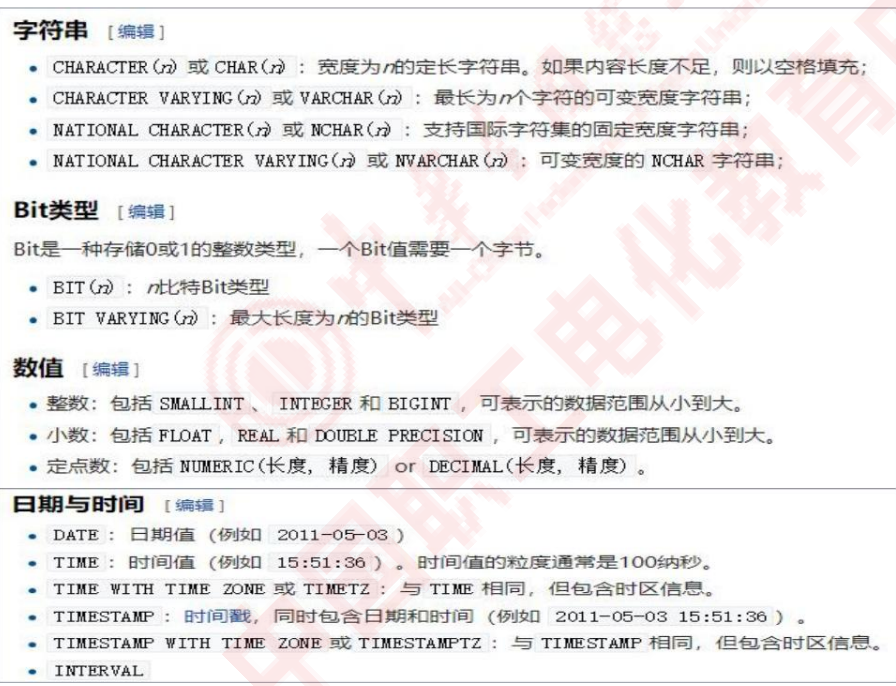 字符串 [编辑]
• CHARACTER(n) 或 CHAR(n) : 宽度为n的定长字符串。如果内容长度不足，则以空格填充;
• CHARACTER VARYING(n) 或 VARCHAR(n) : 最长为n个字符的可变宽度字符串;
• NATIONAL CHARACTER(n) 或 NCHAR(n) : 支持国际字符集的固定宽度字符串;
• NATIONAL CHARACTER VARYING(n) 或 NVARCHAR(n) : 可变宽度的 NCHAR 字符串;
Bit类型 [编辑]
Bit是一种存储0或1的整数类型，一个Bit值需要一个字节。
• BIT(n) : n比特Bit类型
• BIT VARYING(n) : 最大长度为n的Bit类型
数值 [编辑]
• 整数：包括 SMALLINT 、 INTEGER 和 BIGINT ，可表示的数据范围从小到大。
• 小数：包括 FLOAT , REAL 和 DOUBLE PRECISION ，可表示的数据范围从小到大。
• 定点数：包括 NUMERIC(长度, 精度) or DECIMAL(长度, 精度) 。
日期与时间 [编辑]
• DATE : 日期值 (例如 2011-05-03 )
• TIME : 时间值 (例如 15:51:36 ) 。时间值的粒度通常是100纳秒。
• TIME WITH TIME ZONE 或 TIMETZ : 与 TIME 相同，但包含时区信息。
• TIMESTAMP : 时间戳，同时包含日期和时间 (例如 2011-05-03 15:51:36 ) 。
• TIMESTAMP WITH TIME ZONE 或 TIMESTAMPTZ : 与 TIMESTAMP 相同，但包含时区信息。
• INTERVAL
中国职工电化教育